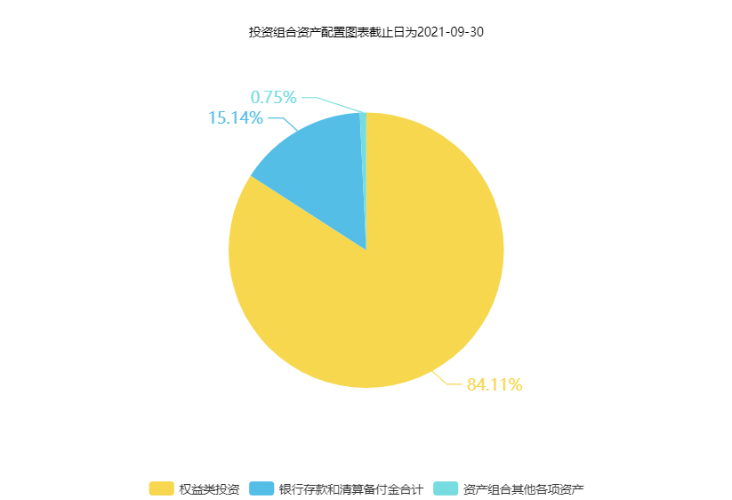 投资组合资产配置图表截止日为2021-09-30
0.75%
15.14%
84.11%
权益类投资 银行存款和清算备付金合计 资产组合其他各项资产